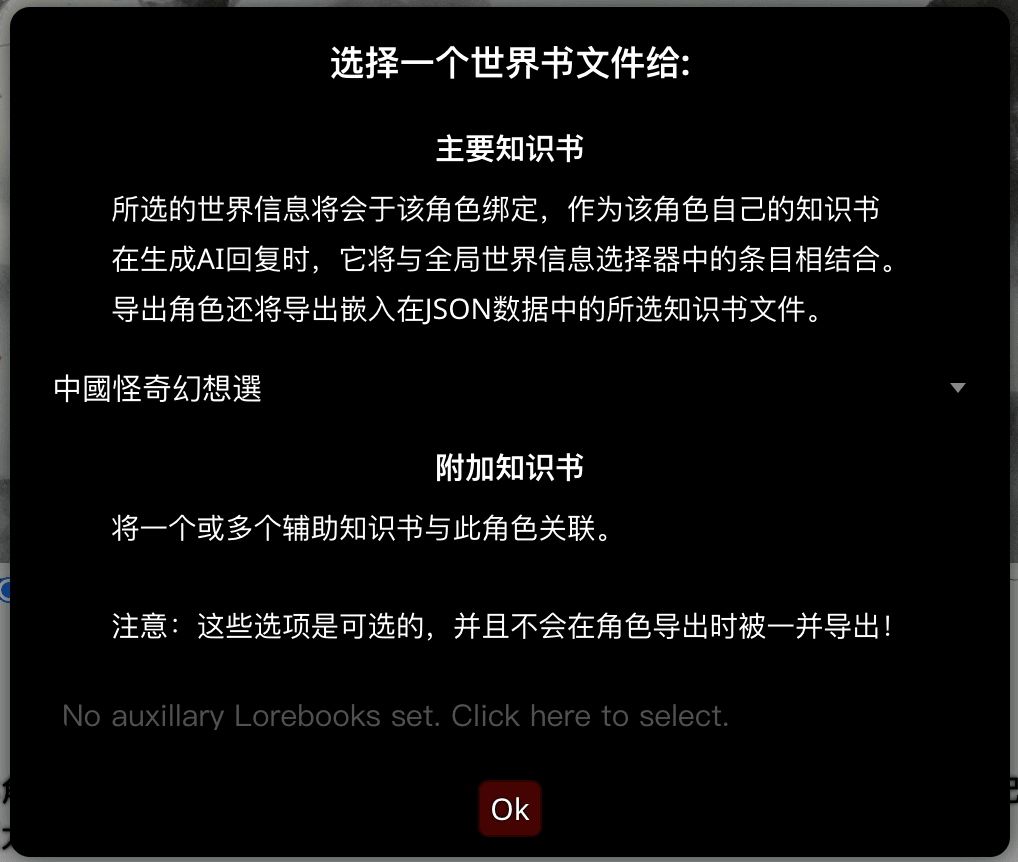 选择一个世界书文件给:
主要知识书
所选的世界信息将会于该角色绑定，作为该角色自己的知识书
在生成AI回复时，它将与全局世界信息选择器中的条目相结合。
导出角色还将导出嵌入在JSON数据中的所选知识书文件。
中國怪奇幻想選
附加知识书
将一个或多个辅助知识书与此角色关联。
注意：这些选项是可选的，并且不会在角色导出时被一并导出！
No auxillary Lorebooks set. Click here to select.
Ok